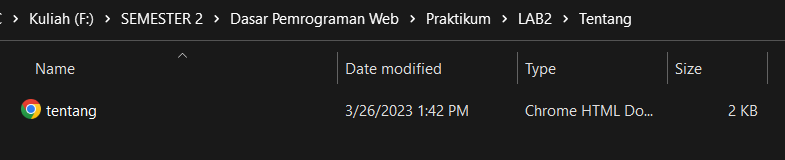 Kuliah (F:) > SEMESTER 2 > Dasar Pemrograman Web > Praktikum > LAB2 > Tentang
Name Date modified Type Size
tentang 3/26/2023 1:42 PM Chrome HTML Do... 2 KB